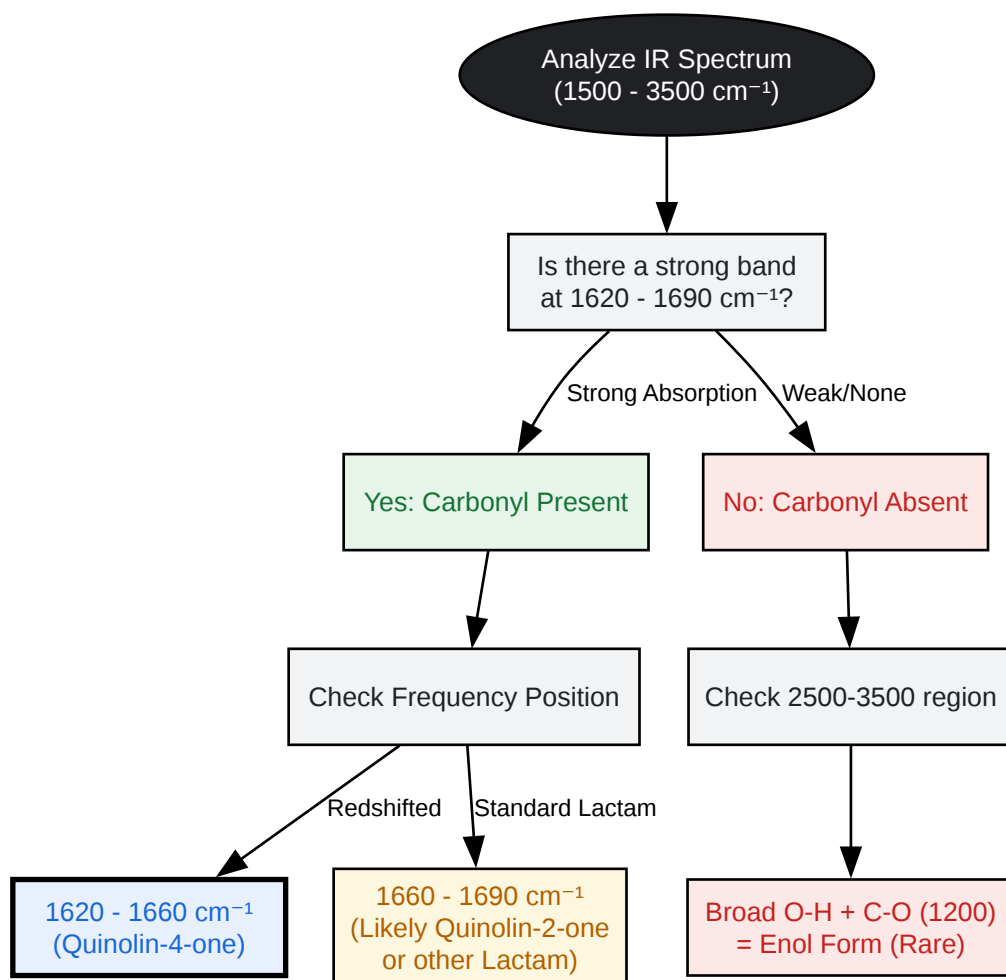 Analyze IR Spectrum
(1500 - 3500 cm⁻¹)
Is there a strong band
at 1620 - 1690 cm⁻¹?
Strong Absorption
Weak/None
Yes: Carbonyl Present
No: Carbonyl Absent
Check Frequency Position
Check 2500-3500 region
Redshifted
Standard Lactam
1620 - 1660 cm⁻¹
(Quinolin-4-one)
1660 - 1690 cm⁻¹
(Likely Quinolin-2-one
or other Lactam)
Broad O-H + C-O (1200)
= Enol Form (Rare)